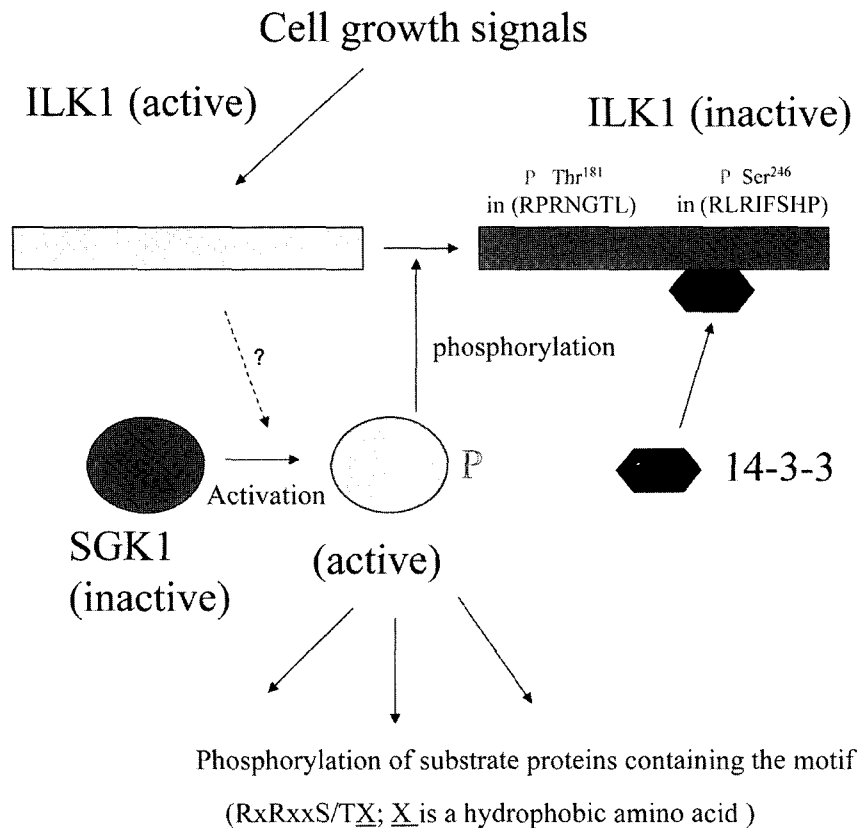 Cell growth signals
ILK1 (active)
ILK1 (inactive)
P Thr181
in (RPRNGTL)
P Ser246
in (RLRIFSHP)
?
phosphorylation
P
Activation
14-3-3
SGK1
(inactive)
(active)
Phosphorylation of substrate proteins containing the motif
(RxRxxS/TX; X is a hydrophobic amino acid )